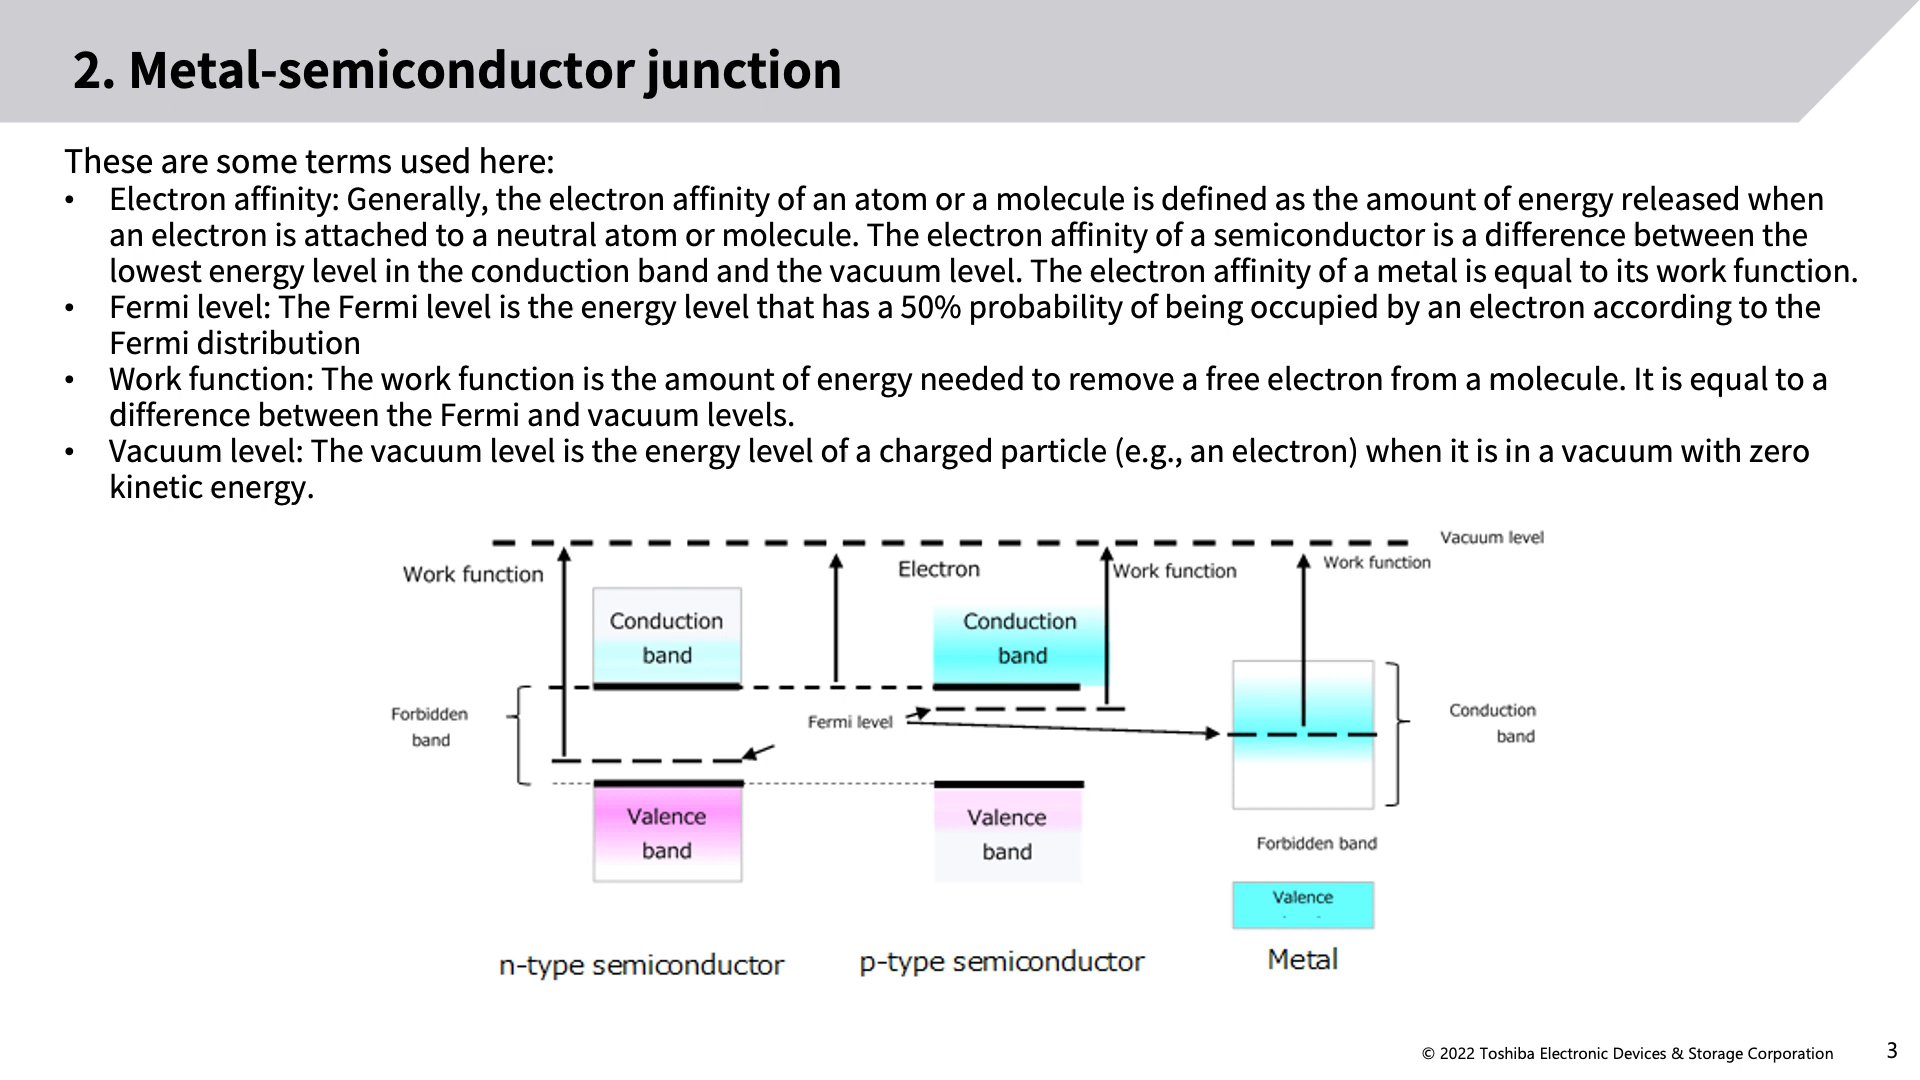 2. Metal-semiconductor junction
These are some terms used here:
• Electron affinity: Generally, the electron affinity of an atom or a molecule is defined as the amount of energy released when
an electron is attached to a neutral atom or molecule. The electron affinity of a semiconductor is a difference between the
lowest energy level in the conduction band and the vacuum level. The electron affinity of a metal is equal to its work function.
• Fermi level: The Fermi level is the energy level that has a 50% probability of being occupied by an electron according to the
Fermi distribution
• Work function: The work function is the amount of energy needed to remove a free electron from a molecule. It is equal to a
difference between the Fermi and vacuum levels.
• Vacuum level: The vacuum level is the energy level of a charged particle (e.g., an electron) when it is in a vacuum with zero
kinetic energy.
Vacuum level
Work function
Electron
Work function
Work function
Conduction
band
Conduction
band
Forbidden
band
Fermi level
Conduction
band
Valence
band
Valence
band
Forbidden band
Valence
n-type semiconductor
p-type semiconductor
Metal
© 2022 Toshiba Electronic Devices & Storage Corporation
3